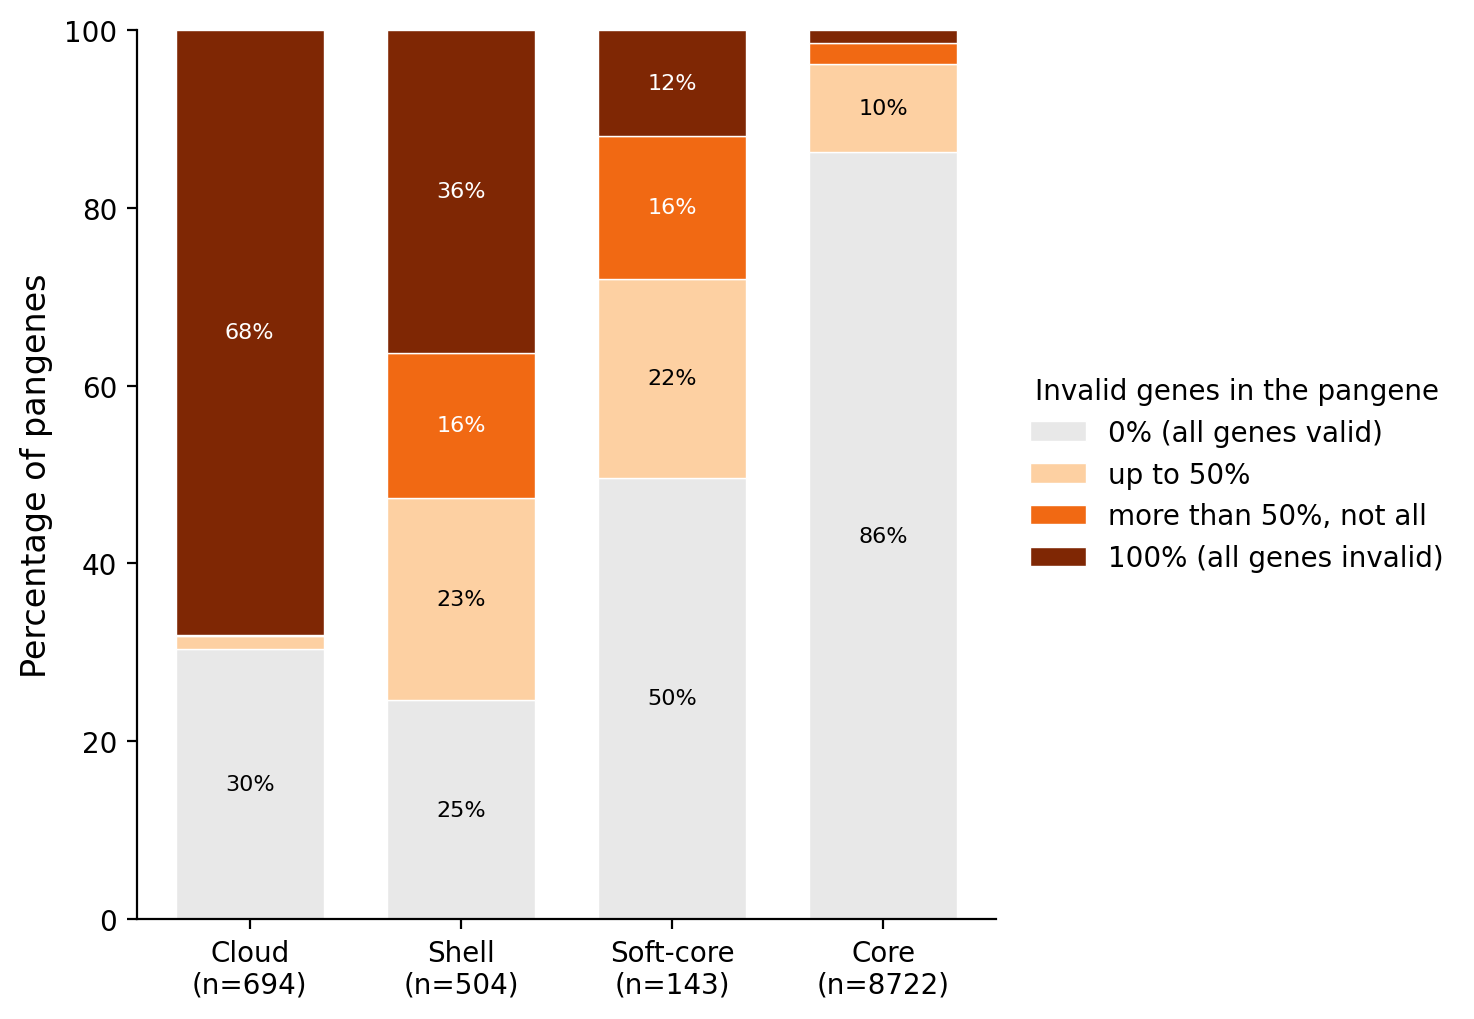 100
80
60
40
20
0
Percentage of pangenes
68%
30%
36%
16%
23%
25%
12%
16%
22%
50%
10%
86%
Cloud
(n=694)
Shell
(n=504)
Soft-core
(n=143)
Core
(n=8722)
Invalid genes in the pangene
0% (all genes valid)
up to 50%
more than 50%, not all
100% (all genes invalid)